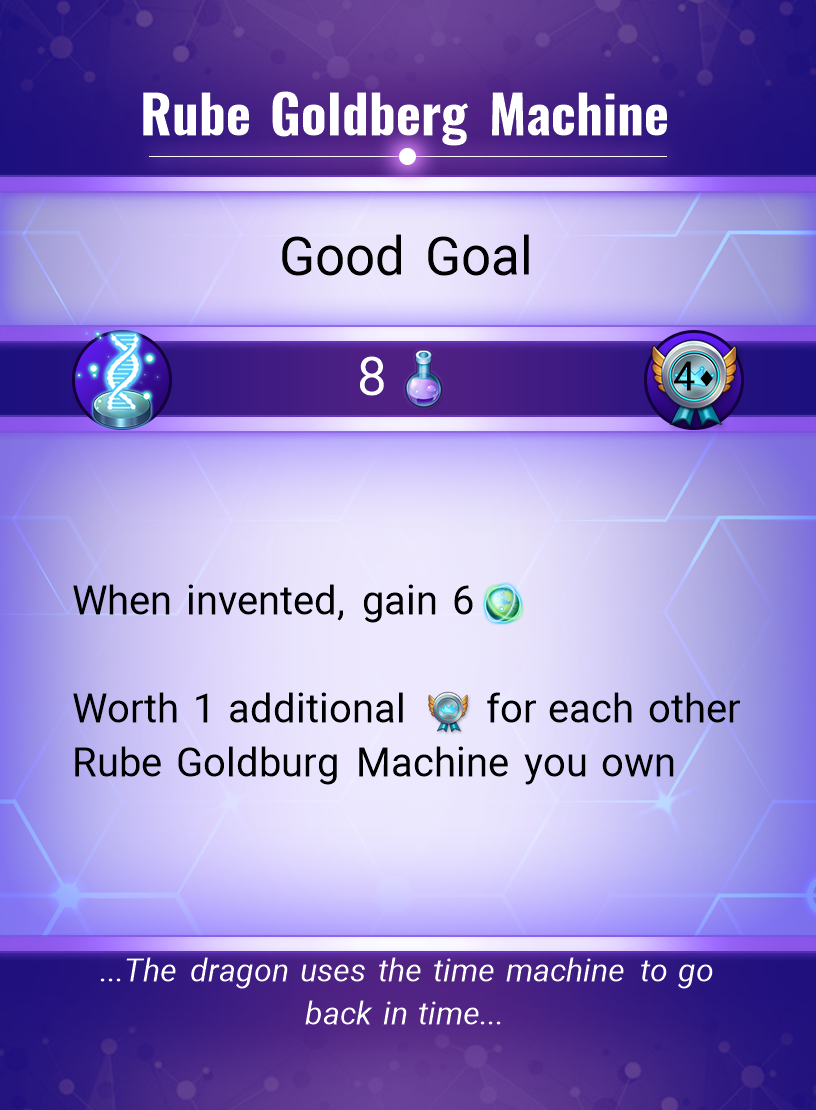 Rube Goldberg Machine
Good Goal
8
4♦
When invented, gain 6
Worth 1 additional for each other
Rube Goldburg Machine you own
...The dragon uses the time machine to go
back in time...